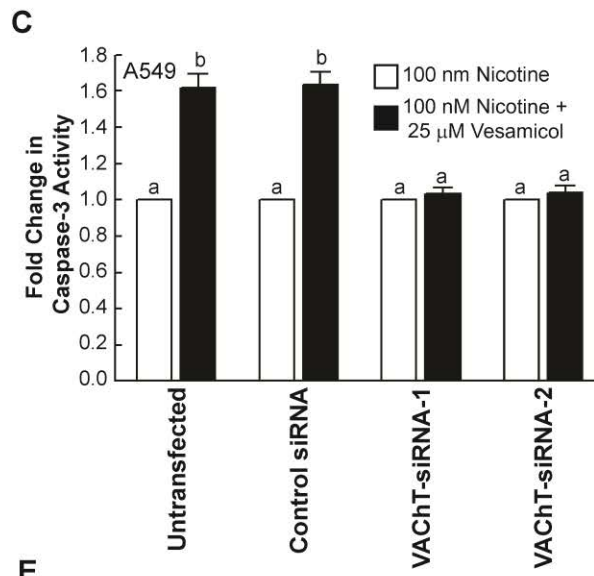 C
1.8
1.6
1.4
1.2
1.0
0.8
0.6
0.4
0.2
0.0
Fold Change in
Caspase-3 Activity
A549
b
b
a
a
a
a
a
a
100 nm Nicotine
100 nM Nicotine +
25 µM Vesamicol
Untransfected
Control siRNA
VAChT-siRNA-1
VAChT-siRNA-2